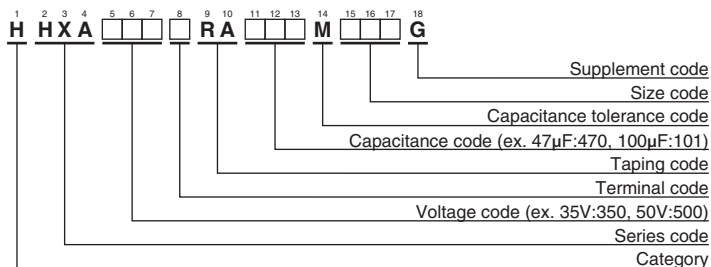 1 2 3 4 5 6 7 8 9 10 11 12 13 14 15 16 17 18
H HXA RA M G
Supplement code
Size code
Capacitance tolerance code
Capacitance code (ex. 47µF:470, 100µF:101)
Taping code
Terminal code
Voltage code (ex. 35V:350, 50V:500)
Series code
Category